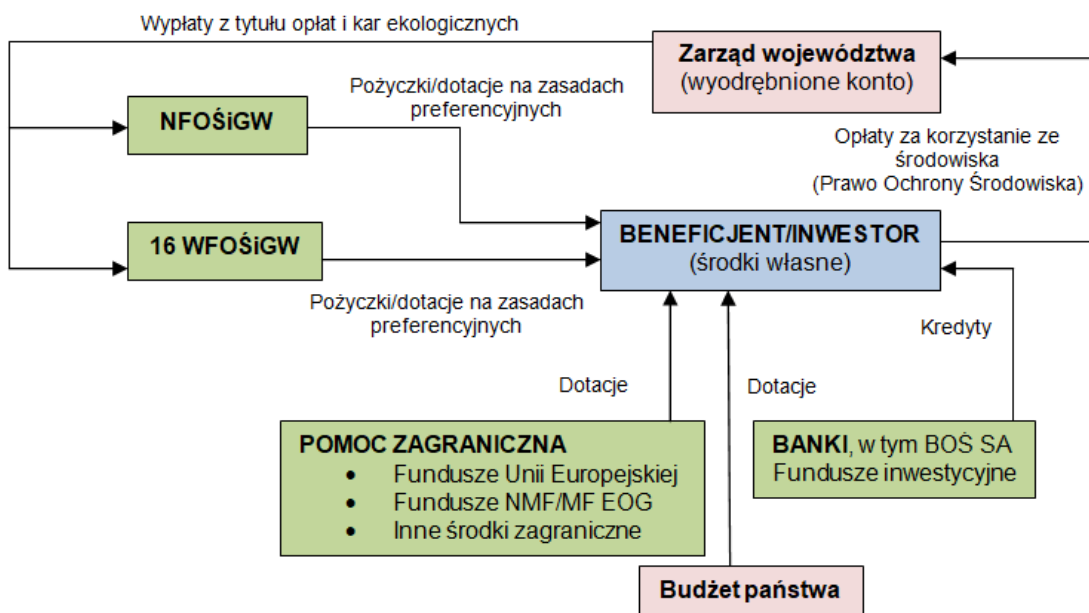 Wypłaty z tytułu opłat i kar ekologicznych
Zarząd województwa
(wyodrębnione konto)
Pożyczki/dotacje na zasadach
preferencyjnych
NFOŚiGW
Opłaty za korzystanie ze
środowiska
(Prawo Ochrony Środowiska)
16 WFOŚiGW
BENEFICJENT/INWESTOR
(środki własne)
Pożyczki/dotacje na zasadach
preferencyjnych
Kredyty
Dotacje
Dotacje
POMOC ZAGRANICZNA
• Fundusze Unii Europejskiej
• Fundusze NMF/MF EOG
• Inne środki zagraniczne
BANKI, w tym BOŚ SA
Fundusze inwestycyjne
Budżet państwa